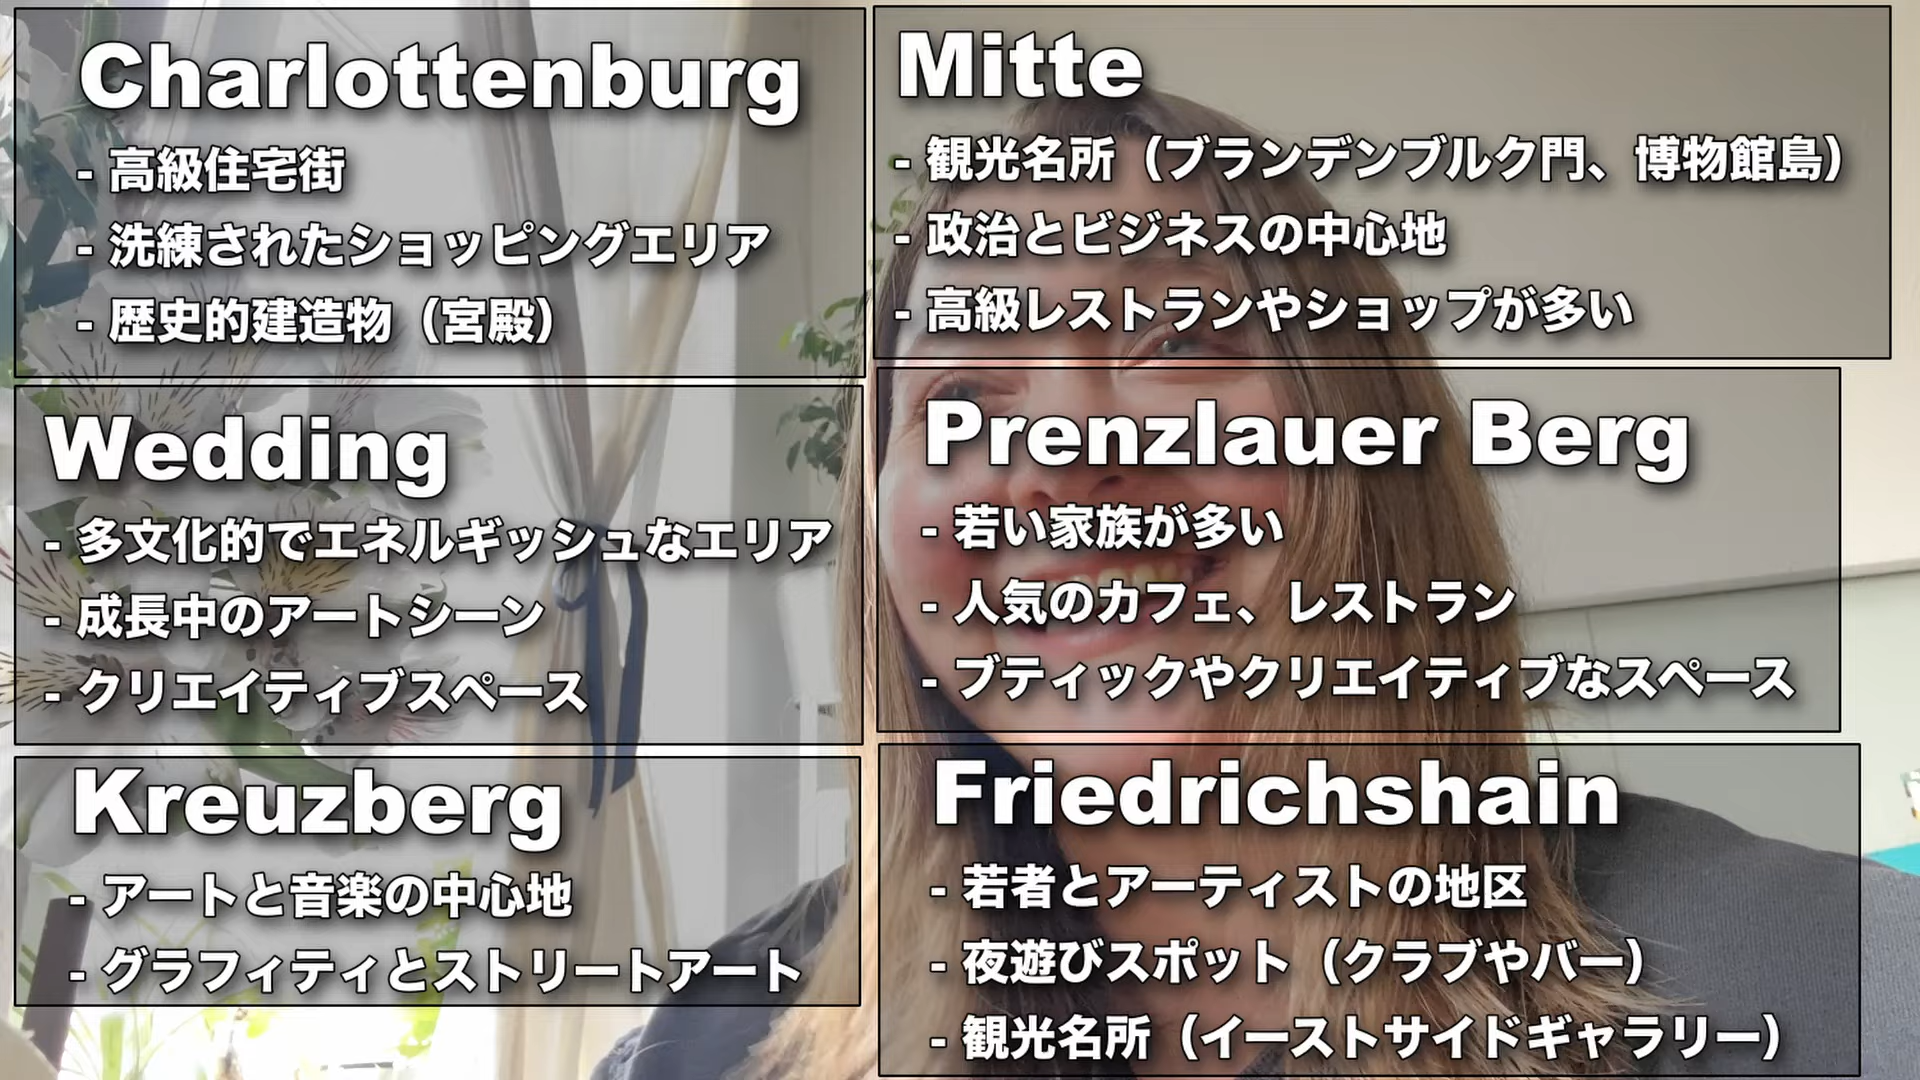 Charlottenburg
- 高級住宅街
- 洗練されたショッピングエリア
- 歴史的建造物（宮殿）
Mitte
- 観光名所（ブランデンブルク門、博物館島）
- 政治とビジネスの中心地
- 高級レストランやショップが多い
Wedding
- 多文化的でエネルギッシュなエリア
- 成長中のアートシーン
- クリエイティブスペース
Prenzlauer Berg
- 若い家族が多い
- 人気のカフェ、レストラン
- ブティックやクリエイティブなスペース
Kreuzberg
- アートと音楽の中心地
- グラフィティとストリートアート
Friedrichshain
- 若者とアーティストの地区
- 夜遊びスポット（クラブやバー）
- 観光名所（イーストサイドギャラリー）